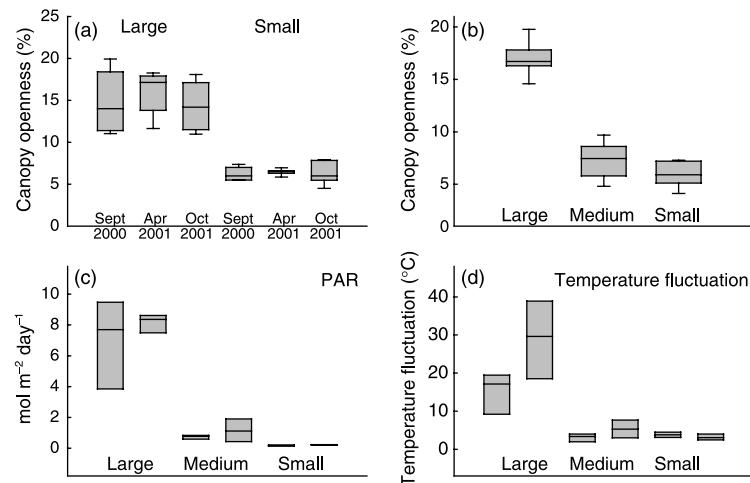 (a)
Large
Small
Canopy openness (%)
25
20
15
10
5
0
Sept
2000
Apr
2001
Oct
2001
Sept
2000
Apr
2001
Oct
2001
(b)
Canopy openness (%)
20
15
10
5
0
Large
Medium
Small
(c)
PAR
mol m⁻² day⁻¹
10
8
6
4
2
0
Large
Medium
Small
(d)
Temperature fluctuation
Temperature fluctuation (°C)
40
30
20
10
0
Large
Medium
Small